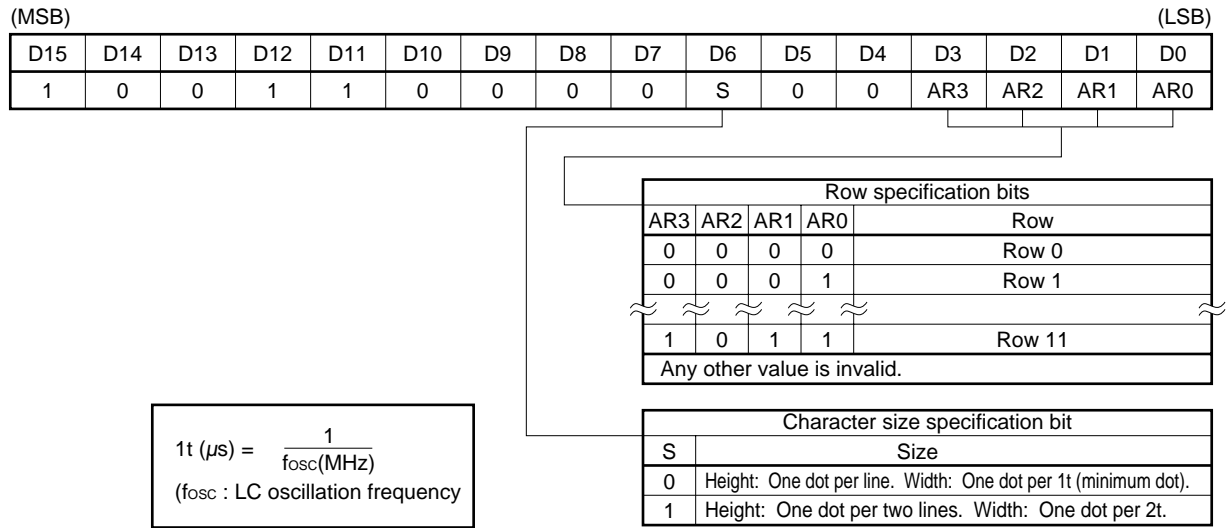 (MSB) (LSB)
D15 D14 D13 D12 D11 D10 D9 D8 D7 D6 D5 D4 D3 D2 D1 D0
1 0 0 1 1 0 0 0 0 S 0 0 AR3 AR2 AR1 AR0
Row specification bits
AR3 AR2 AR1 AR0 Row
0 0 0 0 Row 0
0 0 0 1 Row 1
1 0 1 1 Row 11
Any other value is invalid.
Character size specification bit
S Size
0 Height: One dot per line. Width: One dot per 1t (minimum dot).
1 Height: One dot per two lines. Width: One dot per 2t.
1t (µs) = 1
fosc(MHz)
(fosc : LC oscillation frequency